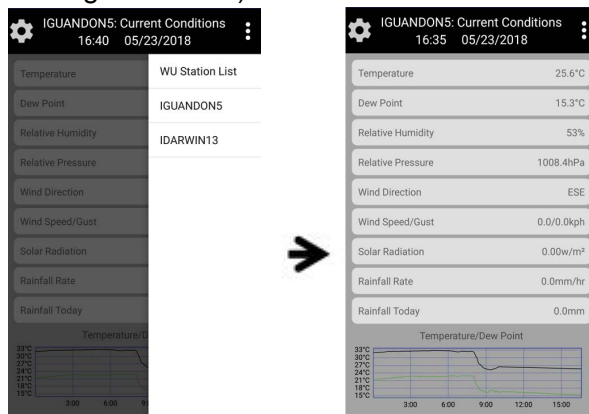 IGUANDON5: Current Conditions
16:40 05/23/2018
Temperature
Dew Point
Relative Humidity
Relative Pressure
Wind Direction
Wind Speed/Gust
Solar Radiation
Rainfall Rate
Rainfall Today
WU Station List
IGUANDON5
IDARWIN13
Temperature/D
33°C
30°C
27°C
24°C
21°C
18°C
15°C
3:00 6:00 9:
IGUANDON5: Current Conditions
16:35 05/23/2018
Temperature 25.6°C
Dew Point 15.3°C
Relative Humidity 53%
Relative Pressure 1008.4hPa
Wind Direction ESE
Wind Speed/Gust 0.0/0.0kph
Solar Radiation 0.00w/m²
Rainfall Rate 0.0mm/hr
Rainfall Today 0.0mm
Temperature/Dew Point
33°C
30°C
27°C
24°C
21°C
18°C
15°C
3:00 6:00 9:00 12:00 15:00